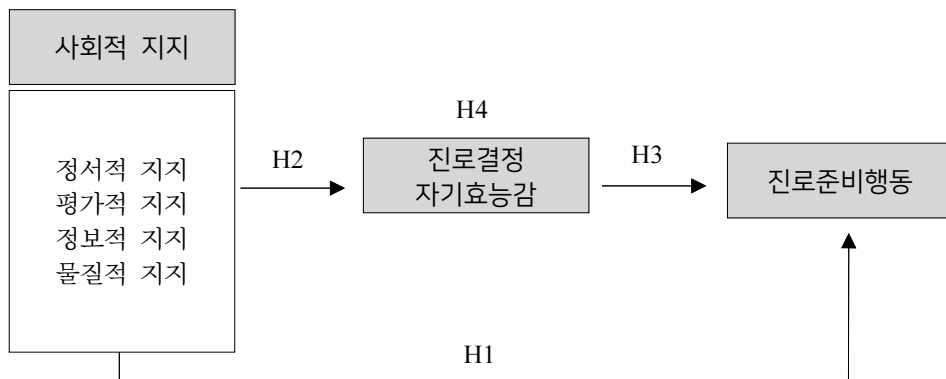 사회적 지지
정서적 지지
평가적 지지
정보적 지지
물질적 지지
H2
H4
진로결정
자기효능감
H3
진로준비행동
H1